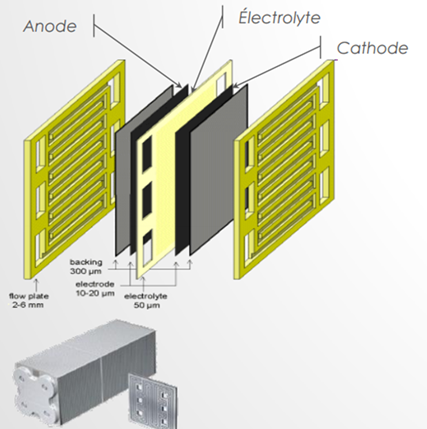 Anode
Électrolyte
Cathode
backing
300 µm
electrode
10-20 µm
electrolyte
50 µm
flow plate
2-6 mm